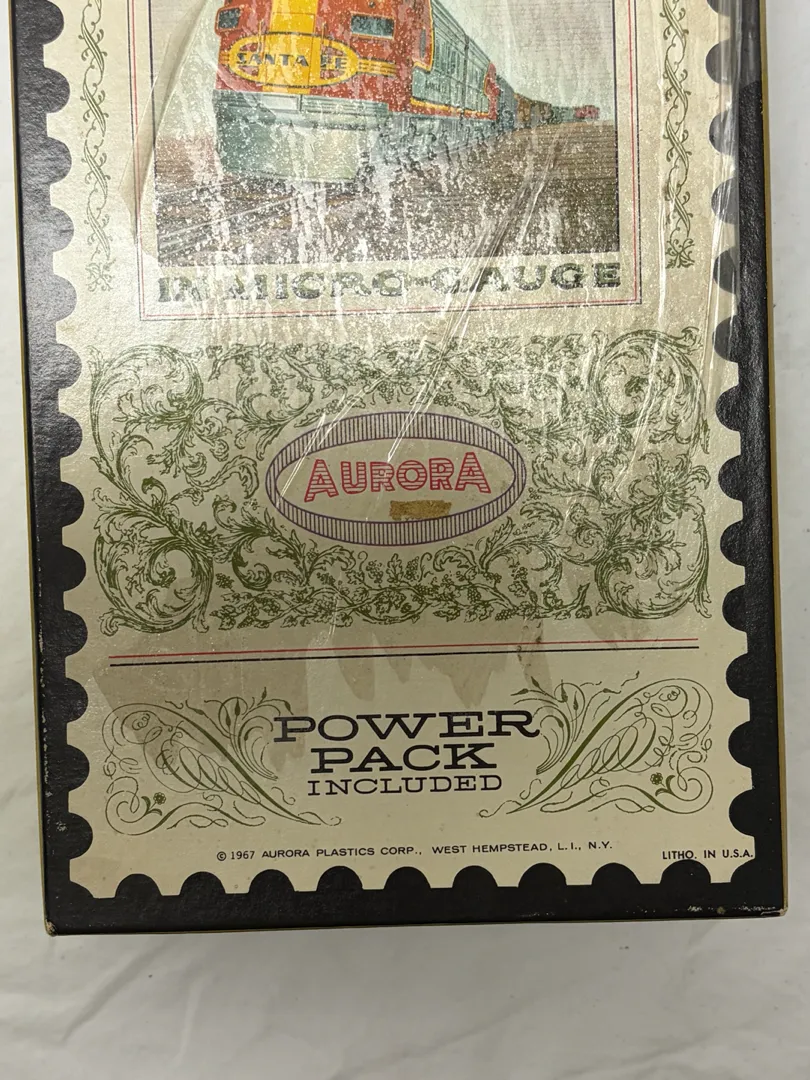 SANTA FE
IN MICRO-GAUGE
AURORA
®
POWER
PACK
INCLUDED
© 1967 AURORA PLASTICS CORP., WEST HEMPSTEAD, L.I., N.Y.
LITHO. IN U.S.A.